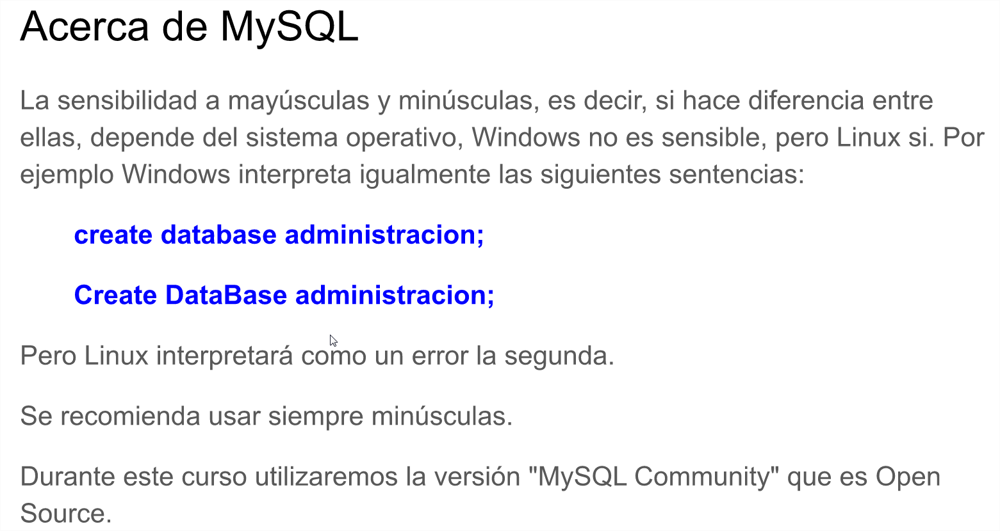 Acerca de MySQL
La sensibilidad a mayúsculas y minúsculas, es decir, si hace diferencia entre
ellas, depende del sistema operativo, Windows no es sensible, pero Linux si. Por
ejemplo Windows interpreta igualmente las siguientes sentencias:
create database administracion;
Create DataBase administracion;
Pero Linux interpretará como un error la segunda.
Se recomienda usar siempre minúsculas.
Durante este curso utilizaremos la versión "MySQL Community" que es Open
Source.